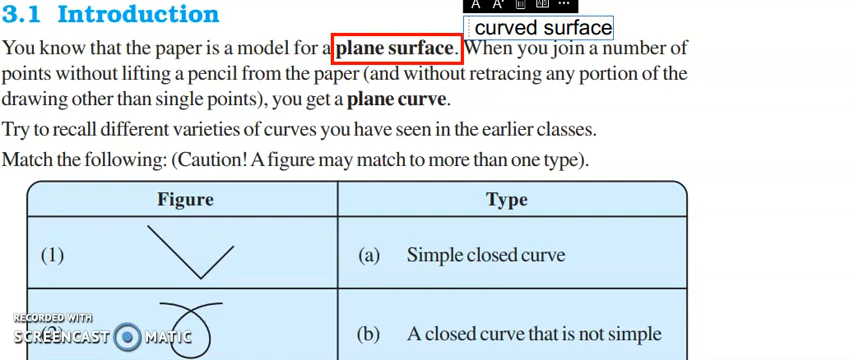 3.1 Introduction
A A
curved surface
You know that the paper is a model for a plane surface. When you join a number of
points without lifting a pencil from the paper (and without retracing any portion of the
drawing other than single points), you get a plane curve.
Try to recall different varieties of curves you have seen in the earlier classes.
Match the following: (Caution! A figure may match to more than one type).
Figure Type
(1) (a) Simple closed curve
(2) (b) A closed curve that is not simple
RECORDED WITH
SCREENCAST MATIC